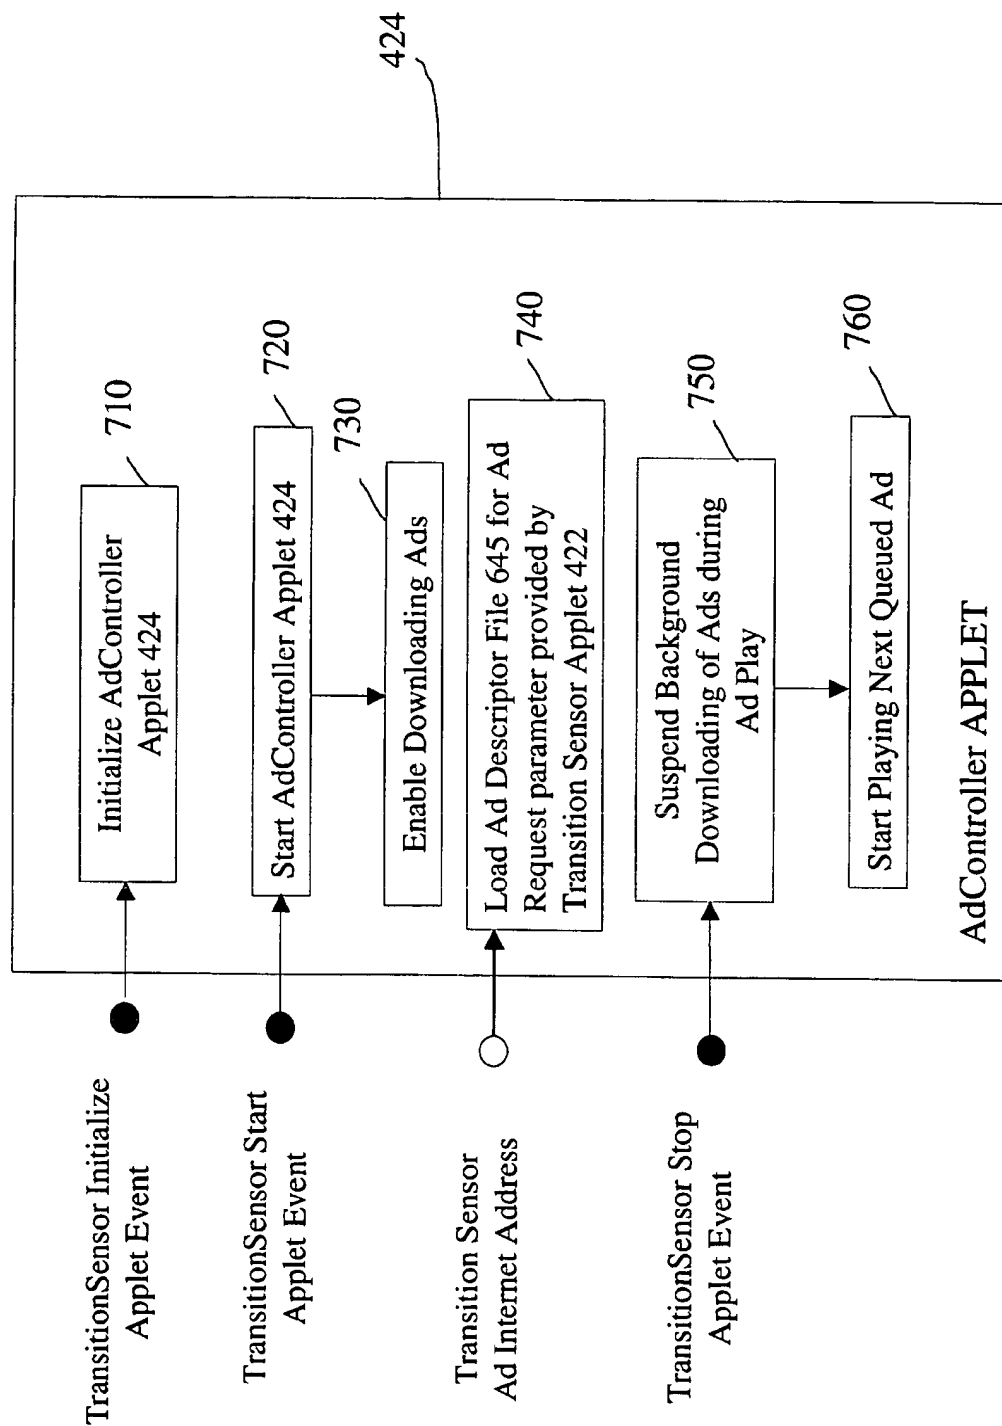 424
TransitionSensor Initialize
Applet Event
710
Initialize AdController
Applet 424
TransitionSensor Start
Applet Event
720
Start AdController Applet 424
730
Enable Downloading Ads
Transition Sensor
Ad Internet Address
740
Load Ad Descriptor File 645 for Ad
Request parameter provided by
Transition Sensor Applet 422
TransitionSensor Stop
Applet Event
750
Suspend Background
Downloading of Ads during
Ad Play
760
Start Playing Next Queued Ad
AdController APPLET